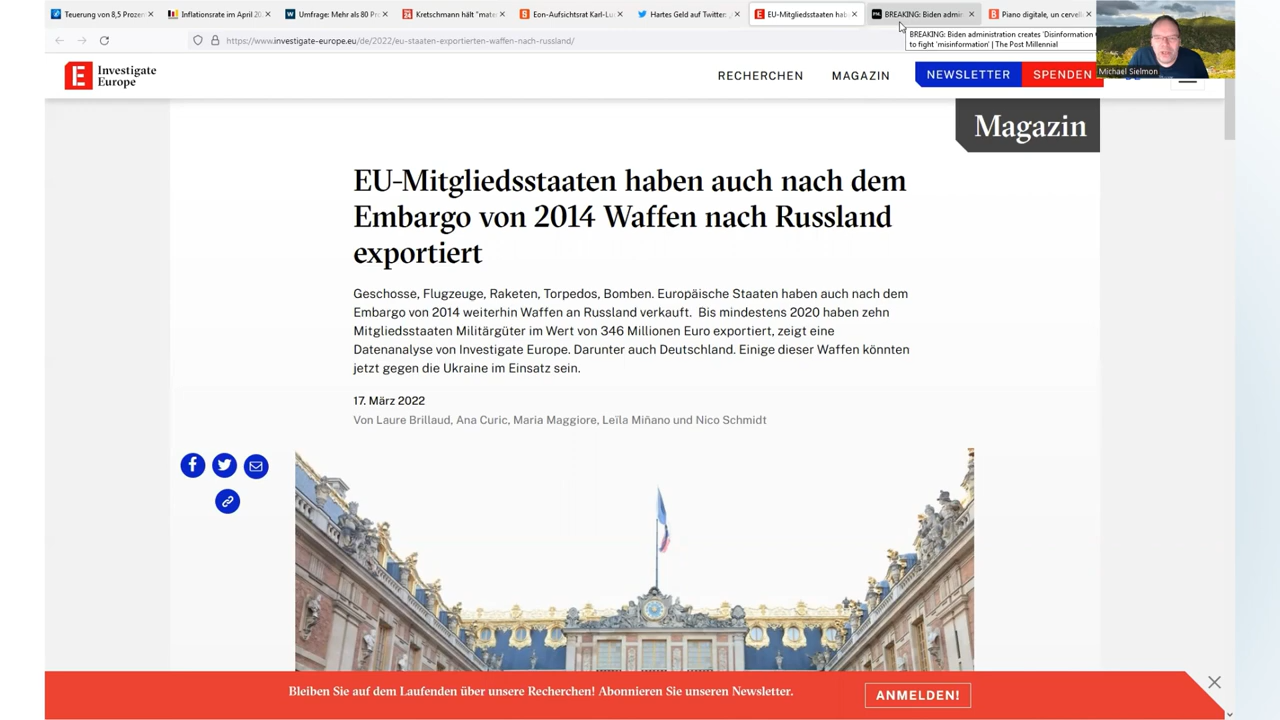 Teuerung von 8,5 Prozen
Inflationsrate im April 20
Umfrage: Mehr als 80 Pr
Kretschmann hält "mate
Eon-Aufsichtsrat Karl-Lu
Hartes Geld auf Twitter:
EU-Mitgliedsstaaten hab
BREAKING: Biden admi
Piano digitale, un cervel
https://www.investigate-europe.eu/de/2022/eu-staaten-exportierten-waffen-nach-russland/
BREAKING: Biden administration creates 'Disinformation
to fight 'misinformation' | The Post Millennial
Michael Sielmon
Investigate
Europe
RECHERCHEN
MAGAZIN
NEWSLETTER
SPENDEN
Magazin
EU-Mitgliedsstaaten haben auch nach dem
Embargo von 2014 Waffen nach Russland
exportiert
Geschosse, Flugzeuge, Raketen, Torpedos, Bomben. Europäische Staaten haben auch nach dem
Embargo von 2014 weiterhin Waffen an Russland verkauft. Bis mindestens 2020 haben zehn
Mitgliedsstaaten Militärgüter im Wert von 346 Millionen Euro exportiert, zeigt eine
Datenanalyse von Investigate Europe. Darunter auch Deutschland. Einige dieser Waffen könnten
jetzt gegen die Ukraine im Einsatz sein.
17. März 2022
Von Laure Brillaud, Ana Curic, Maria Maggiore, Leïla Miñano und Nico Schmidt
Bleiben Sie auf dem Laufenden über unsere Recherchen! Abonnieren Sie unseren Newsletter.
ANMELDEN!